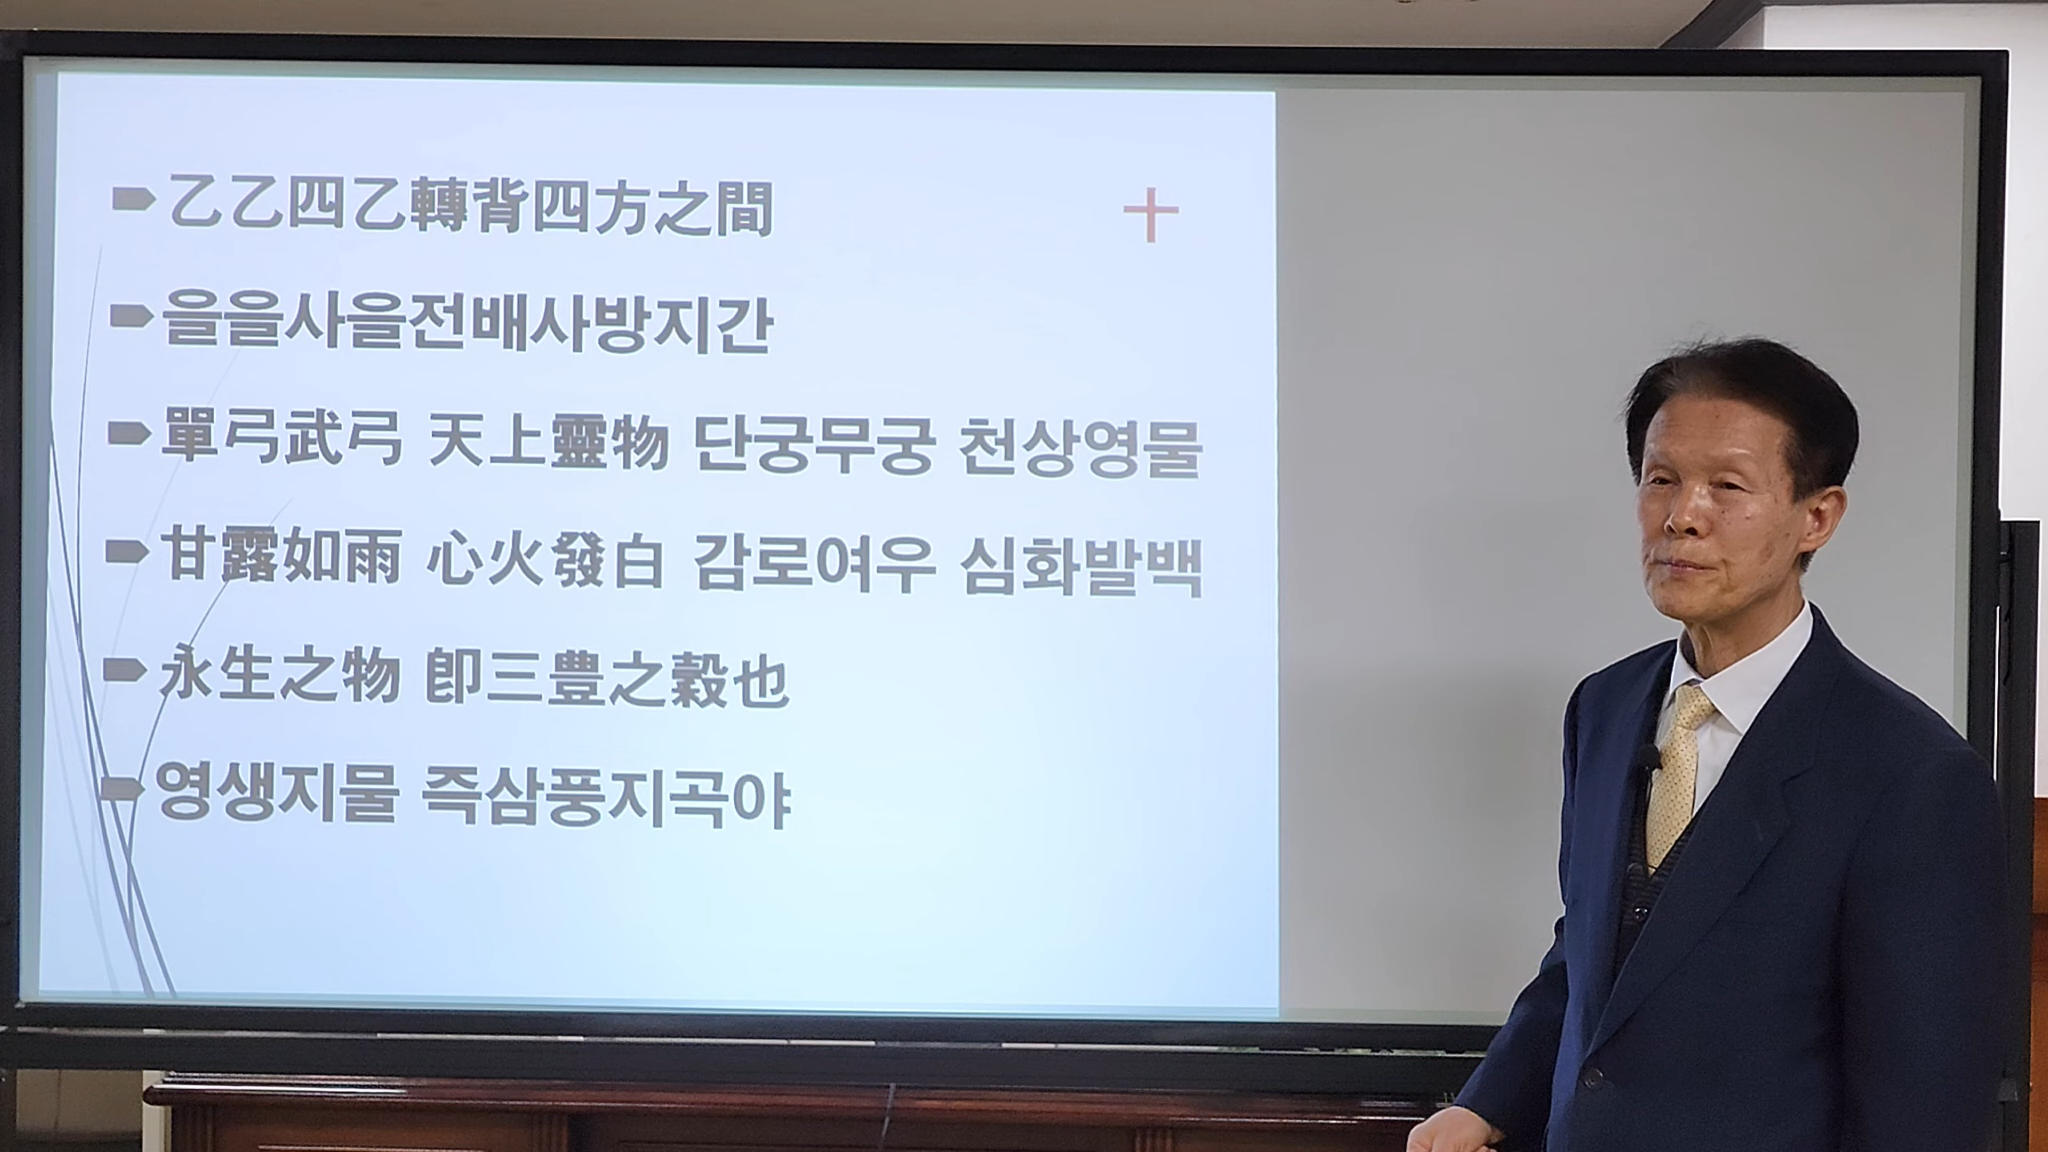 乙乙四乙轉背四方之間
을을사을전배사방지간
單弓武弓 天上靈物 단궁무궁 천상영물
甘露如雨 心火發白 감로여우 심화발백
永生之物 卽三豊之穀也
영생지물 즉삼풍지곡야